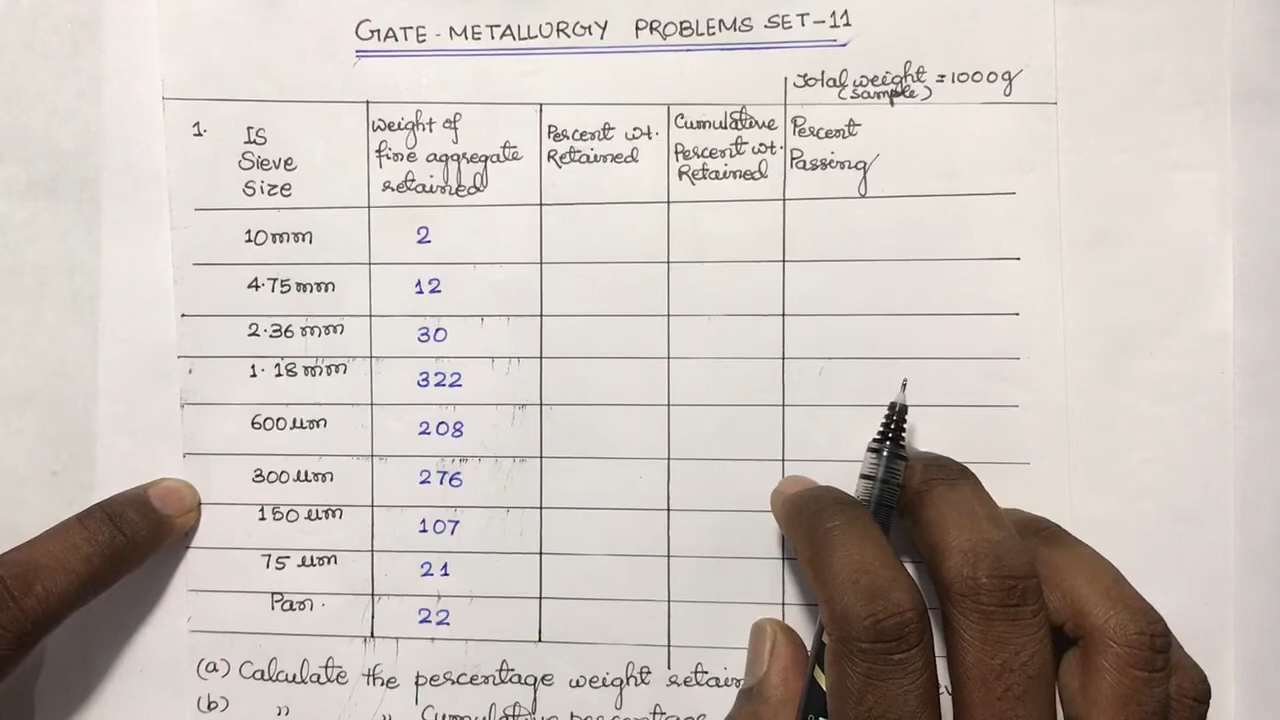 GATE - METALLURGY PROBLEMS SET-11
Total weight = 1000g
(sample)
1. IS Sieve Size
Weight of fine aggregate retained
Percent wt. Retained
Cumulative Percent wt. Retained
Percent Passing
10mm 2
4.75mm 12
2.36mm 30
1.18mm 322
600µm 208
300µm 276
150µm 107
75µm 21
Pan. 22
(a) Calculate the percentage weight
(b) " " Cumulative percentage